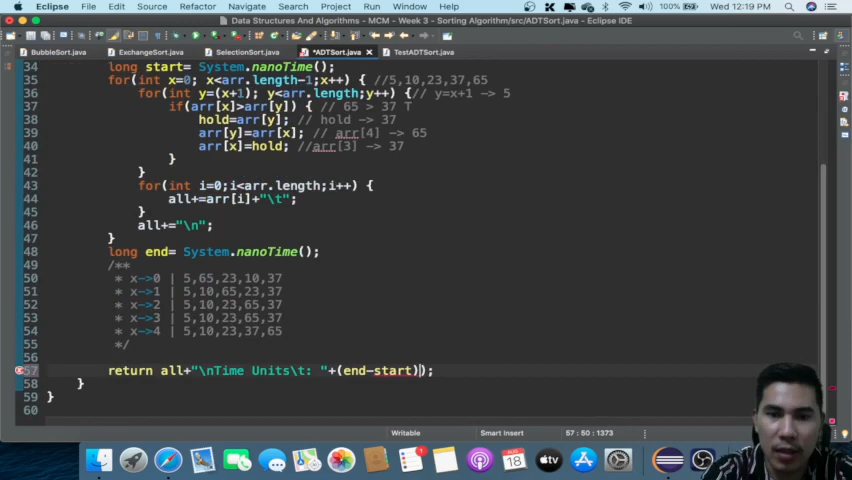 Eclipse File Edit Source Refactor Navigate Search Project Run Window Help 100% Wed 12:19 PM
Data Structures And Algorithms - MCM - Week 3 - Sorting Algorithm/src/ADTSort.java - Eclipse IDE
BubbleSort.java ExchangeSort.java SelectionSort.java *ADTSort.java TestADTSort.java
34 long start= System.nanoTime();
35 for(int x=0; x<arr.length-1;x++) { //5,10,23,37,65
36 for(int y=(x+1); y<arr.length;y++) {// y=x+1 -> 5
37 if(arr[x]>arr[y]) { // 65 > 37 T
38 hold=arr[y]; // hold -> 37
39 arr[y]=arr[x]; // arr[4] -> 65
40 arr[x]=hold; //arr[3] -> 37
41 }
42 }
43 for(int i=0;i<arr.length;i++) {
44 all+=arr[i]+"\t";
45 }
46 all+="\n";
47 }
48 long end= System.nanoTime();
49 /**
50 * x->0 | 5,65,23,10,37
51 * x->1 | 5,10,65,23,37
52 * x->2 | 5,10,23,65,37
53 * x->3 | 5,10,23,65,37
54 * x->4 | 5,10,23,37,65
55 */
56
57 return all+"\nTime Units\t: "+(end-start));
58 }
59 }
60
Writable Smart Insert 57 : 50 : 1373
AUG 18
tv